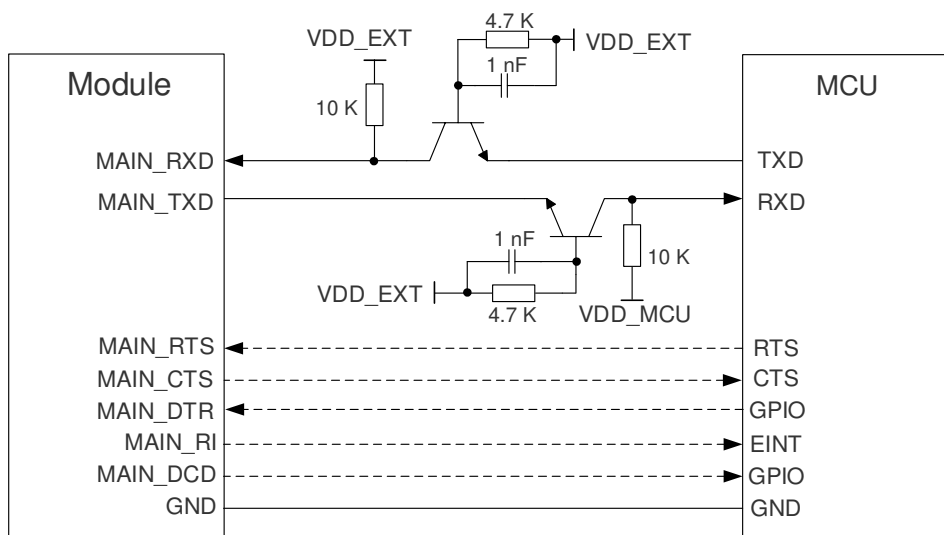 4.7 K
VDD_EXT
VDD_EXT
1 nF
Module
MCU
10 K
MAIN_RXD
TXD
MAIN_TXD
RXD
1 nF
10 K
VDD_EXT
4.7 K
VDD_MCU
MAIN_RTS
RTS
MAIN_CTS
CTS
MAIN_DTR
GPIO
MAIN_RI
EINT
MAIN_DCD
GPIO
GND
GND